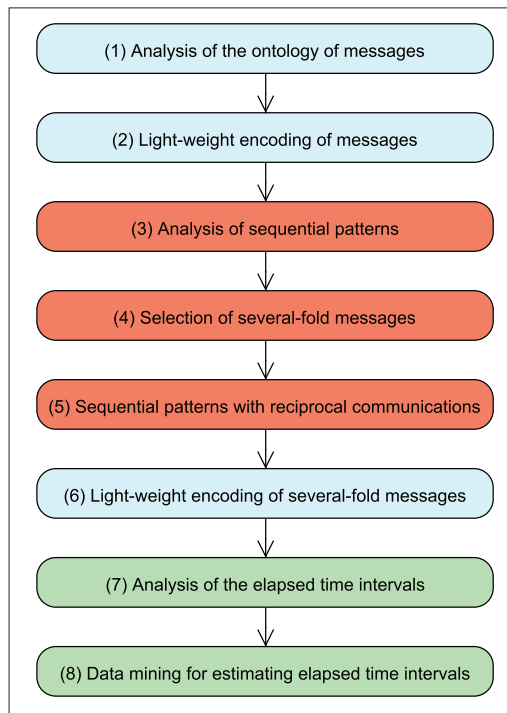 (1) Analysis of the ontology of messages
(2) Light-weight encoding of messages
(3) Analysis of sequential patterns
(4) Selection of several-fold messages
(5) Sequential patterns with reciprocal communications
(6) Light-weight encoding of several-fold messages
(7) Analysis of the elapsed time intervals
(8) Data mining for estimating elapsed time intervals